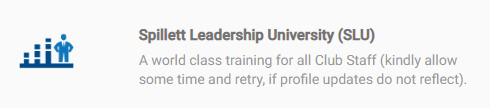 Spillett Leadership University (SLU)
A world class training for all Club Staff (kindly allow
some time and retry, if profile updates do not reflect).